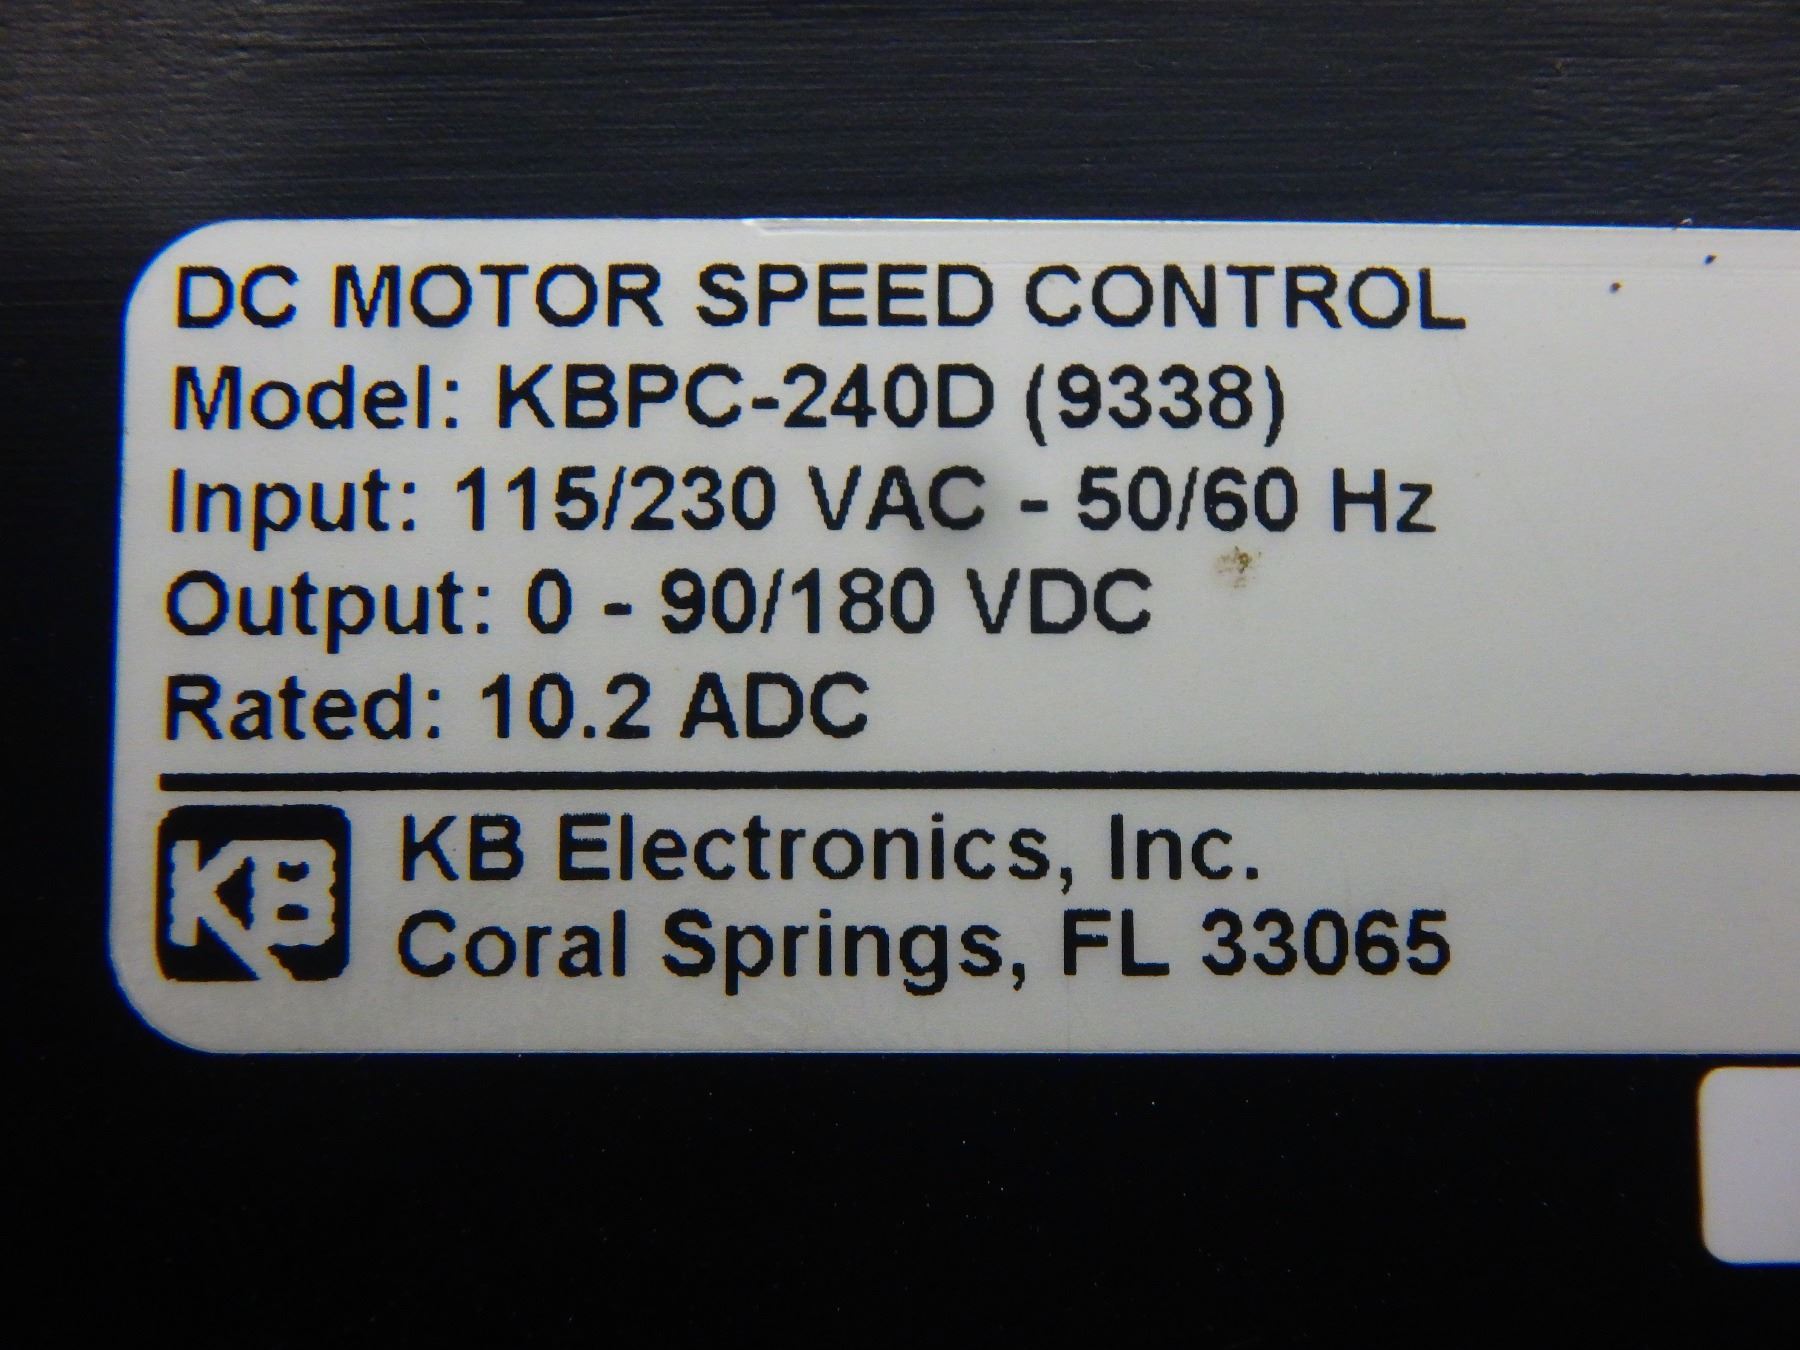 DC MOTOR SPEED CONTROL
Model: KBPC-240D (9338)
Input: 115/230 VAC - 50/60 Hz
Output: 0 - 90/180 VDC
Rated: 10.2 ADC
KB
KB Electronics, Inc.
Coral Springs, FL 33065